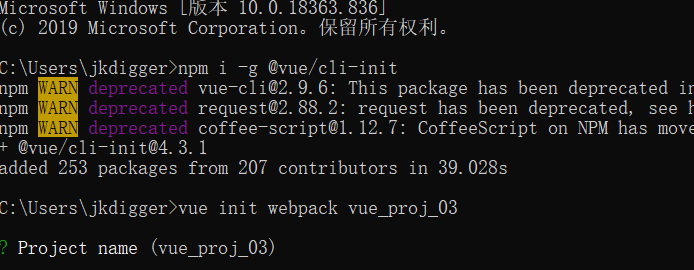 Microsoft Windows [版本 10.0.18363.836]
(c) 2019 Microsoft Corporation。保留所有权利。
C:\Users\jkdigger>npm i -g @vue/cli-init
npm WARN deprecated vue-cli@2.9.6: This package has been deprecated in
npm WARN deprecated request@2.88.2: request has been deprecated, see h
npm WARN deprecated coffee-script@1.12.7: CoffeeScript on NPM has move
+ @vue/cli-init@4.3.1
added 253 packages from 207 contributors in 39.028s
C:\Users\jkdigger>vue init webpack vue_proj_03
? Project name (vue_proj_03)